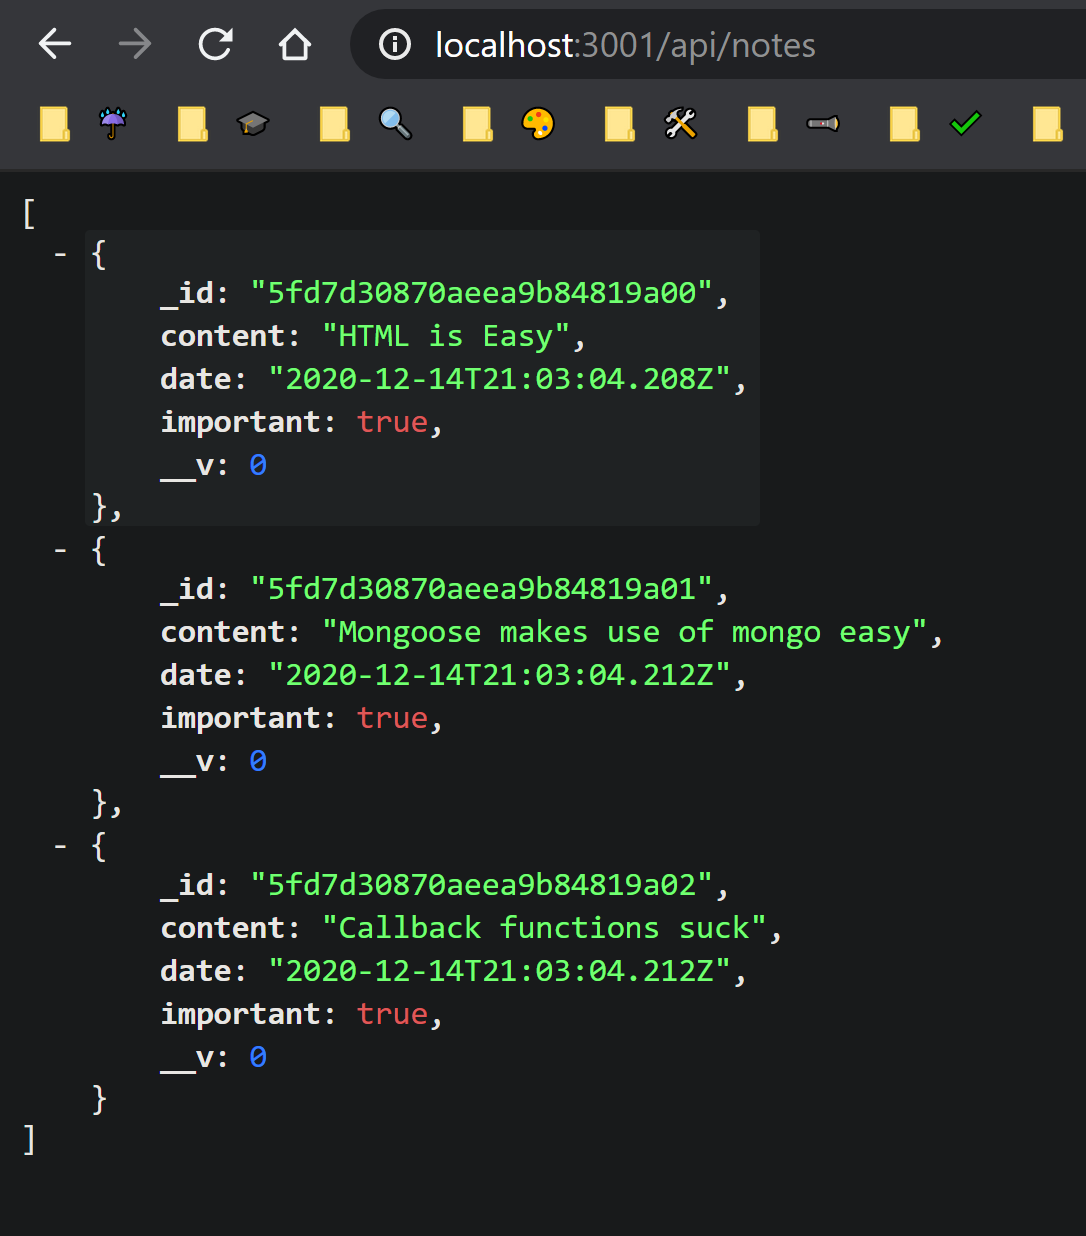 localhost:3001/api/notes
[
- {
_id: "5fd7d30870aeea9b84819a00",
content: "HTML is Easy",
date: "2020-12-14T21:03:04.208Z",
important: true,
__v: 0
},
- {
_id: "5fd7d30870aeea9b84819a01",
content: "Mongoose makes use of mongo easy",
date: "2020-12-14T21:03:04.212Z",
important: true,
__v: 0
},
- {
_id: "5fd7d30870aeea9b84819a02",
content: "Callback functions suck",
date: "2020-12-14T21:03:04.212Z",
important: true,
__v: 0
}
]